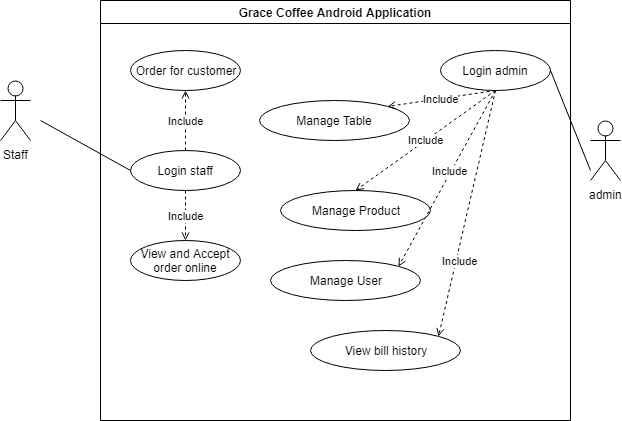 Grace Coffee Android Application
Order for customer
Login admin
Include
Manage Table
Include
Include
Staff
Login staff
Include
admin
Manage Product
Include
View and Accept
order online
Include
Manage User
View bill history